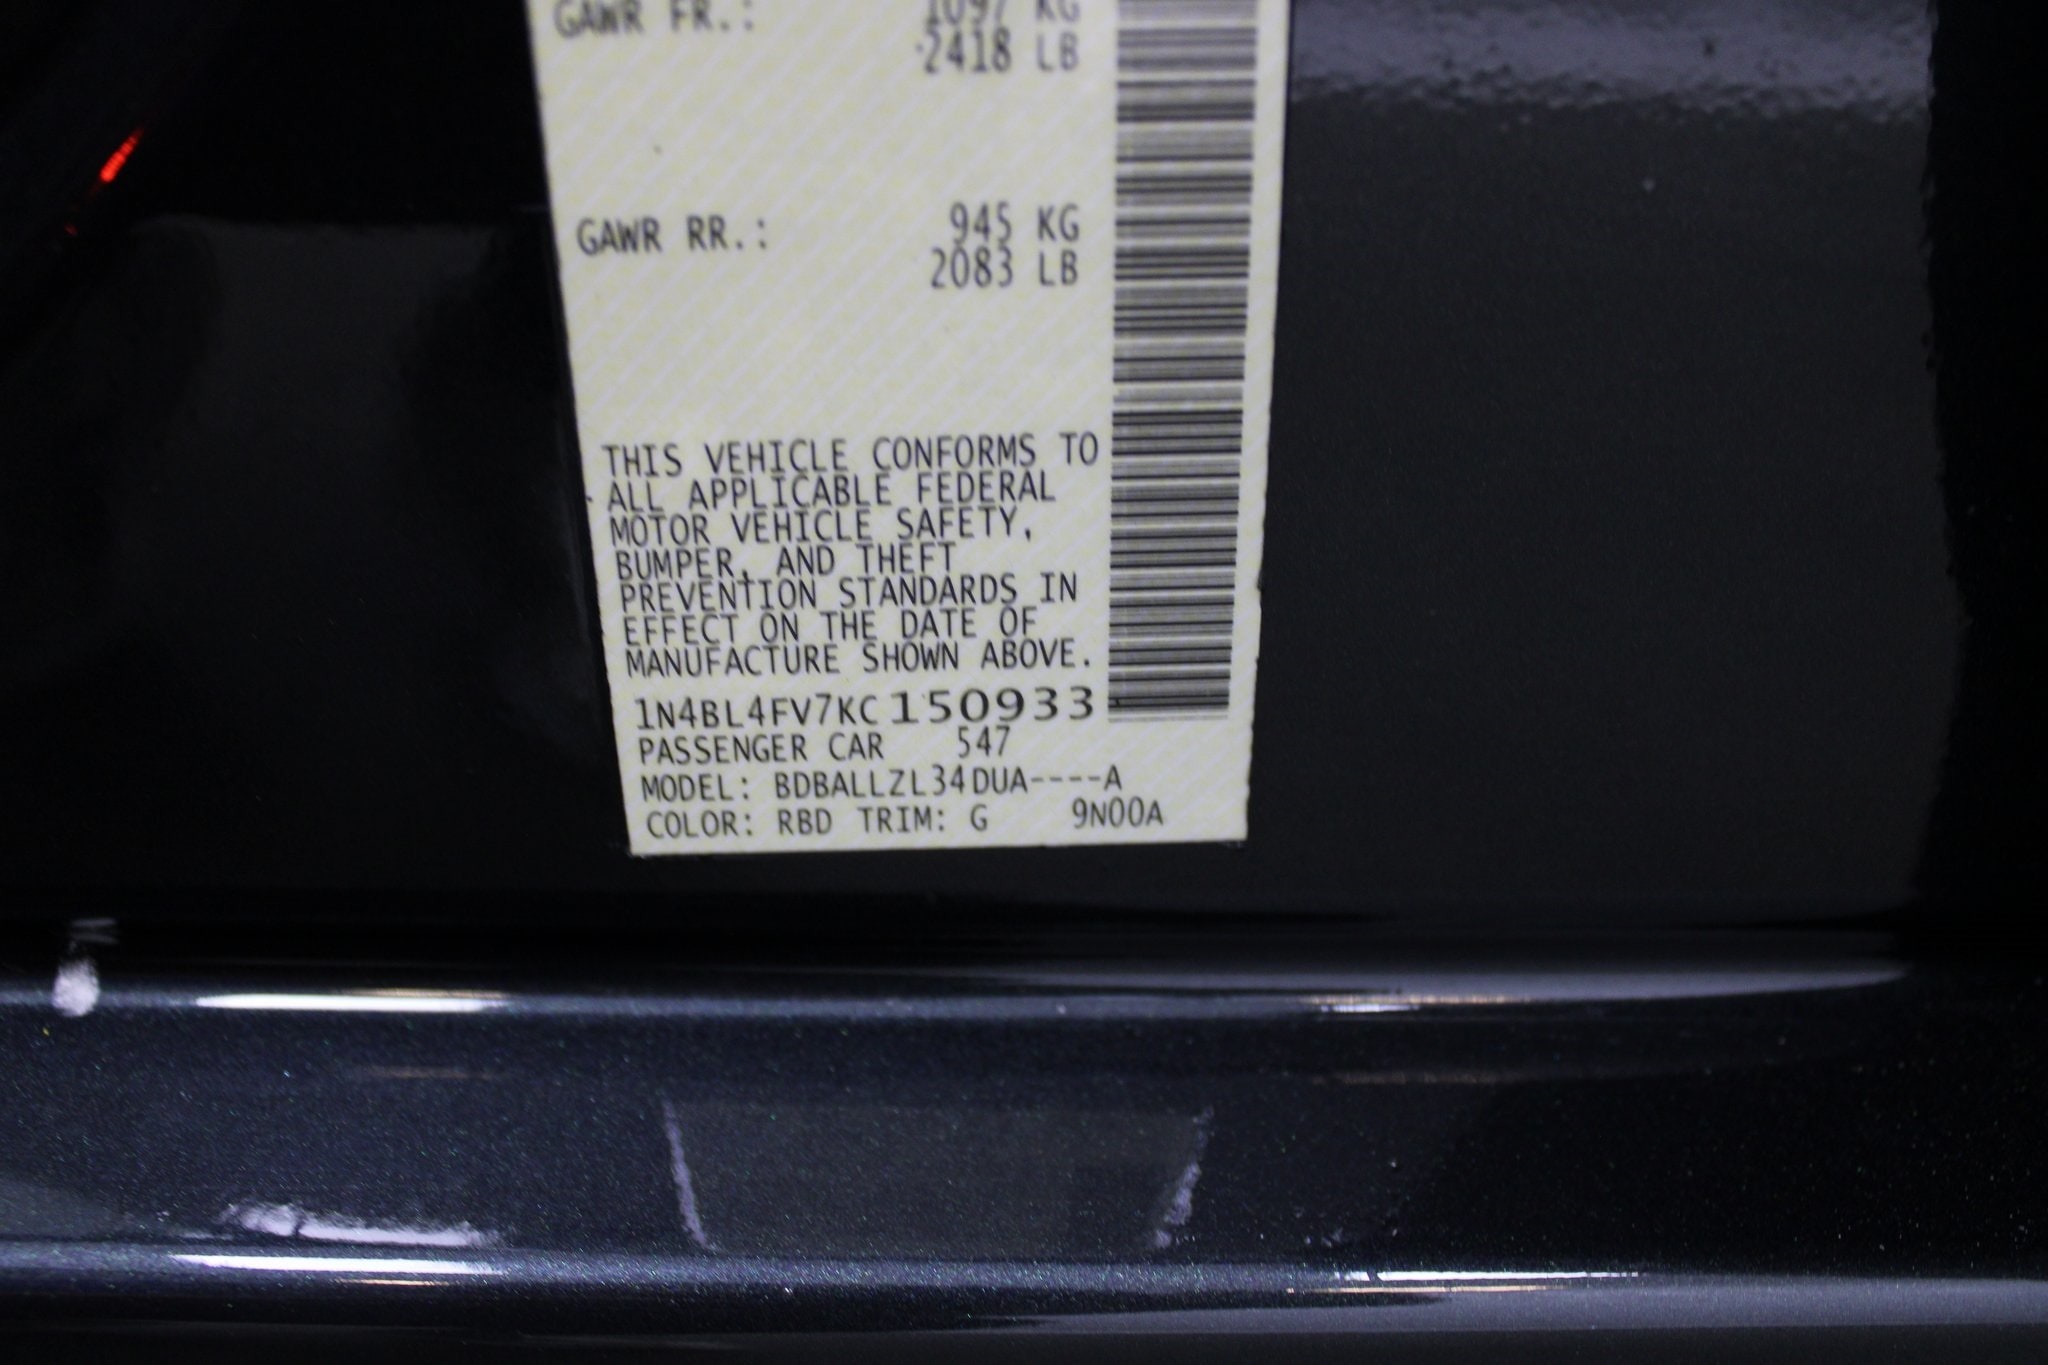 GAWR FR.: 1097 KG
2418 LB
GAWR RR.: 945 KG
2083 LB
THIS VEHICLE CONFORMS TO
ALL APPLICABLE FEDERAL
MOTOR VEHICLE SAFETY,
BUMPER, AND THEFT
PREVENTION STANDARDS IN
EFFECT ON THE DATE OF
MANUFACTURE SHOWN ABOVE.
1N4BL4FV7KC150933
PASSENGER CAR 547
MODEL: BDBALLZL34DUA----A
COLOR: RBD TRIM: G 9N00A